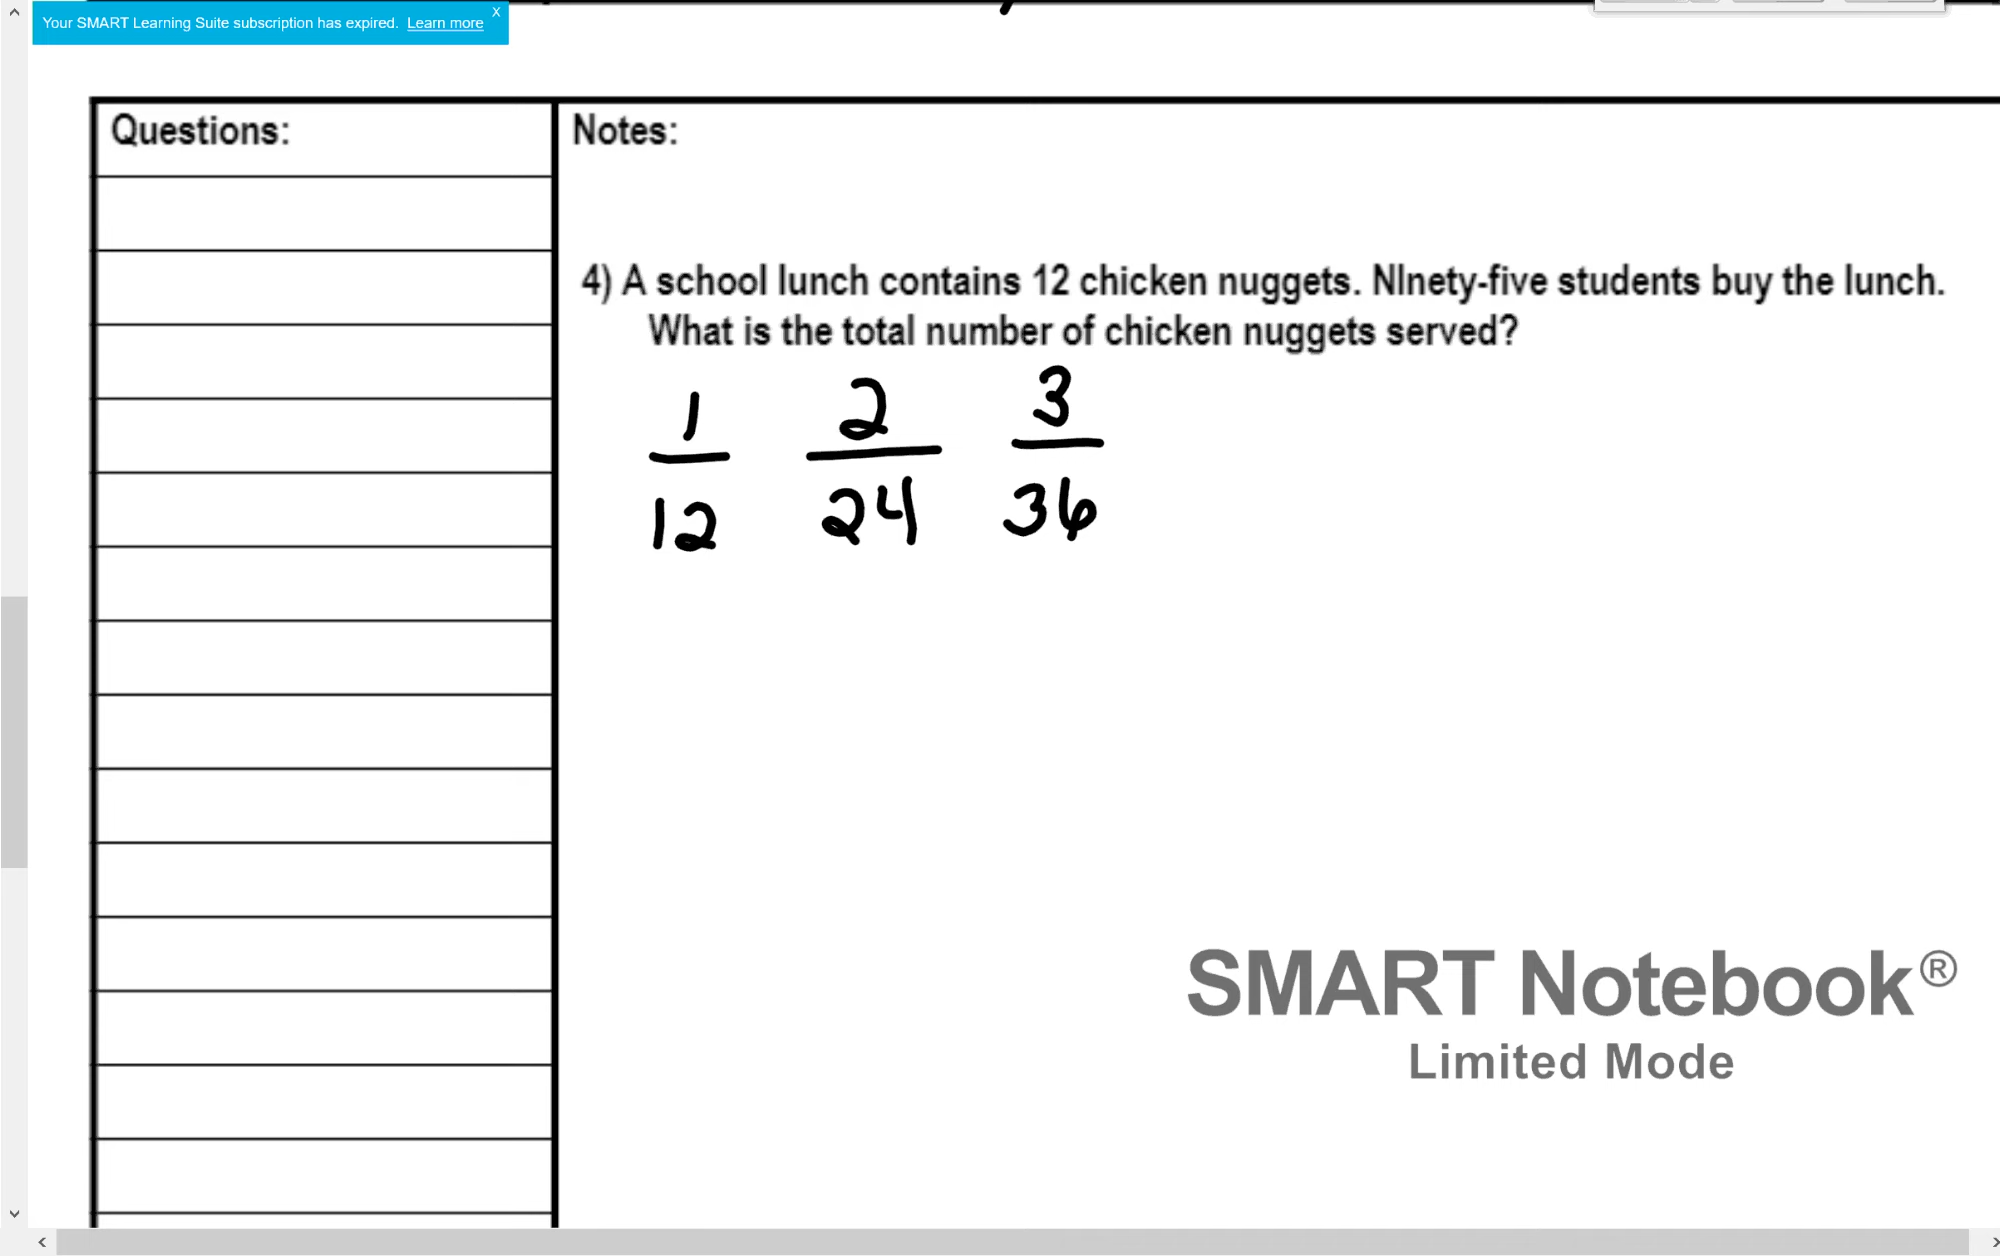 Your SMART Learning Suite subscription has expired. Learn more X
Questions:
Notes:
4) A school lunch contains 12 chicken nuggets. NInety-five students buy the lunch.
What is the total number of chicken nuggets served?
1 2 3
12 24 36
SMART Notebook®
Limited Mode